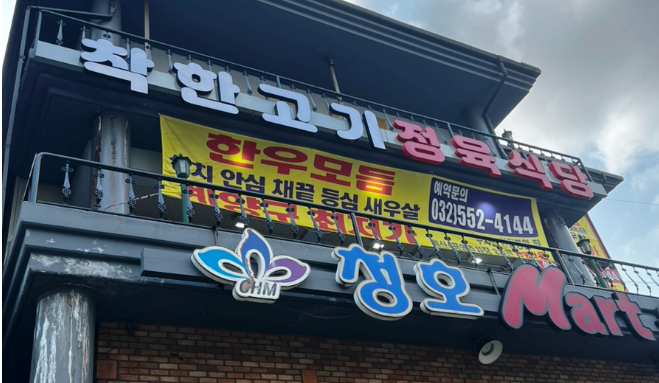 착한고기 정육식당
한우모듬
안심 채끝 등심 새우살
예약문의
032)552-4144
CHM
청호 Mart